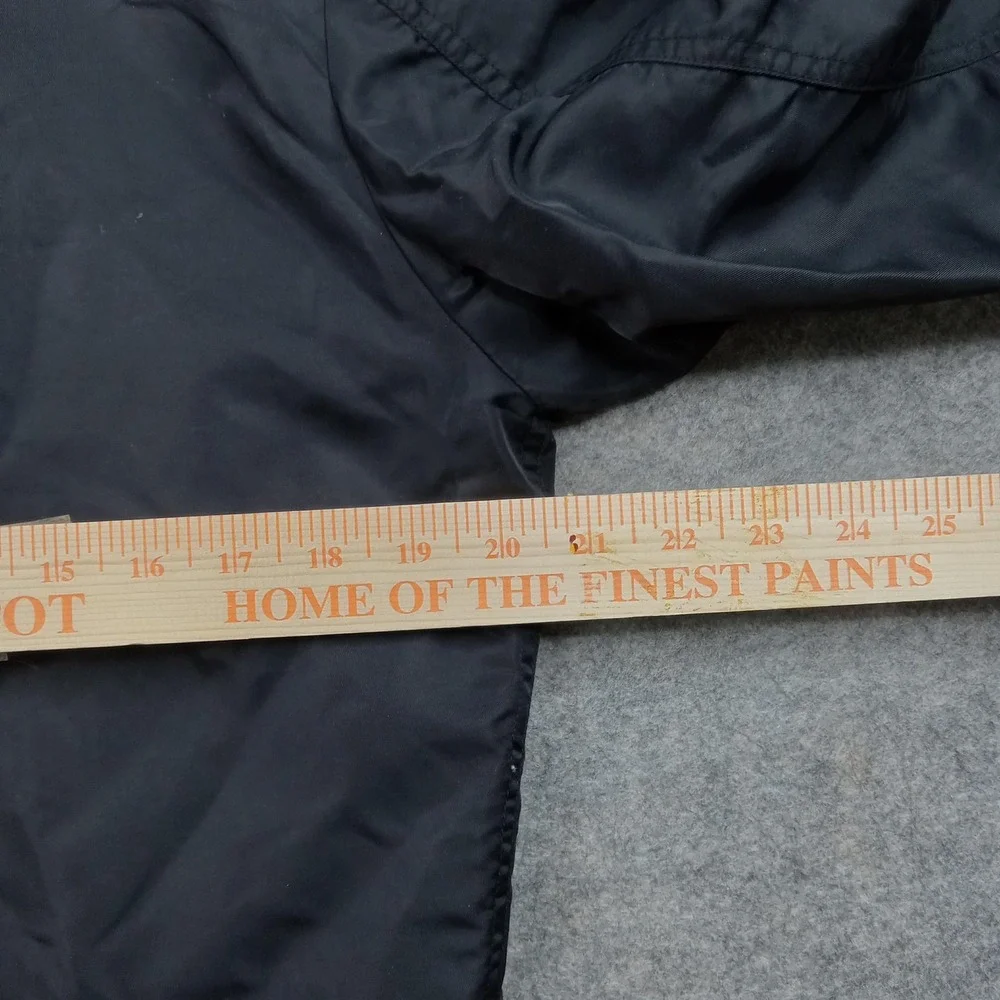 15 16 17 18 19 20 21 22 23 24 25
OT HOME OF THE FINEST PAINTS